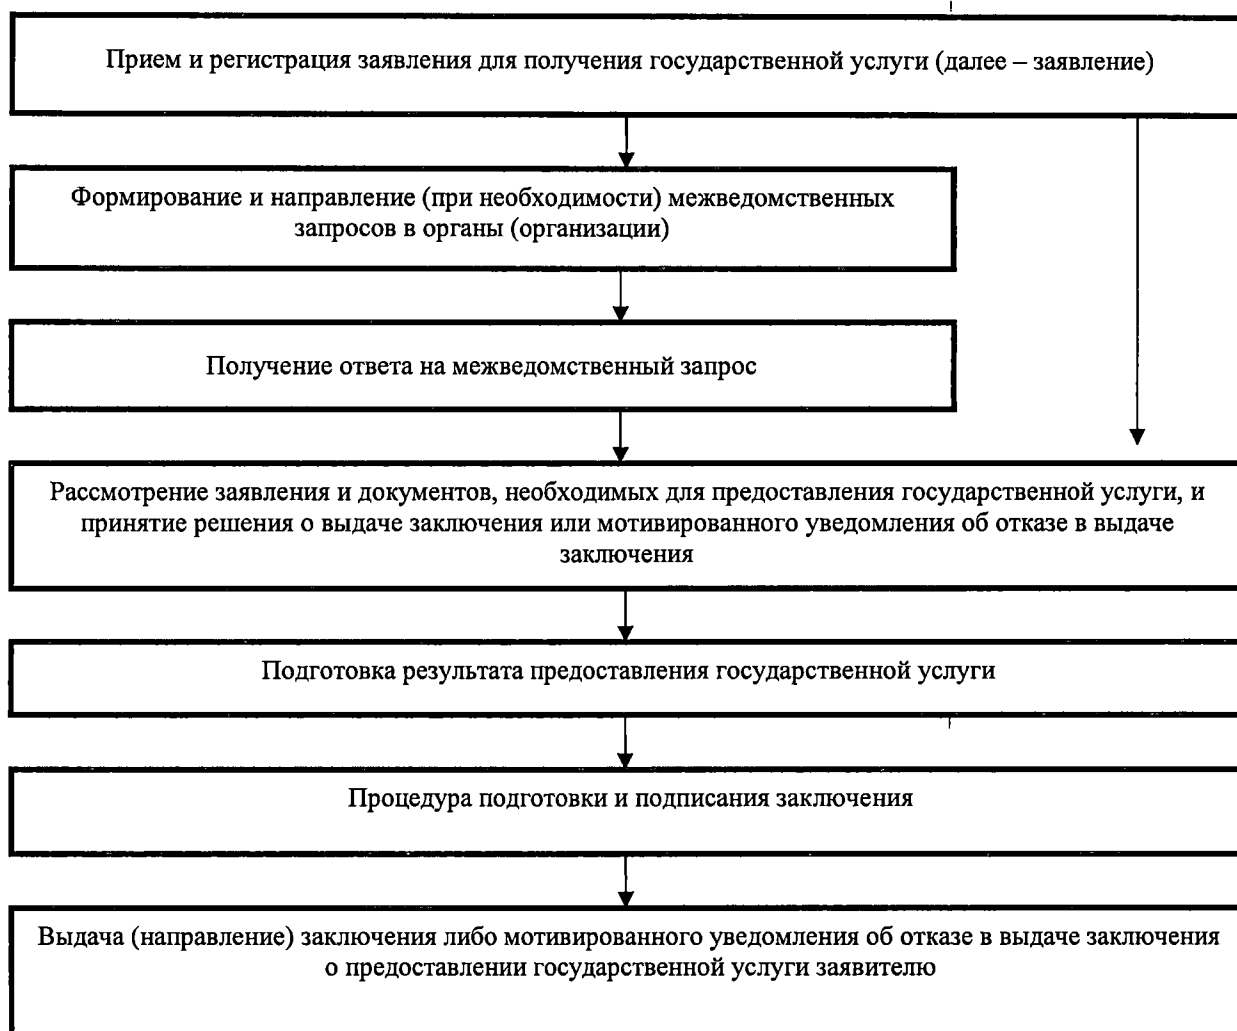 Прием и регистрация заявления для получения государственной услуги (далее – заявление)
Формирование и направление (при необходимости) межведомственных
запросов в органы (организации)
Получение ответа на межведомственный запрос
Рассмотрение заявления и документов, необходимых для предоставления государственной услуги, и
принятие решения о выдаче заключения или мотивированного уведомления об отказе в выдаче
заключения
Подготовка результата предоставления государственной услуги
Процедура подготовки и подписания заключения
Выдача (направление) заключения либо мотивированного уведомления об отказе в выдаче заключения
о предоставлении государственной услуги заявителю